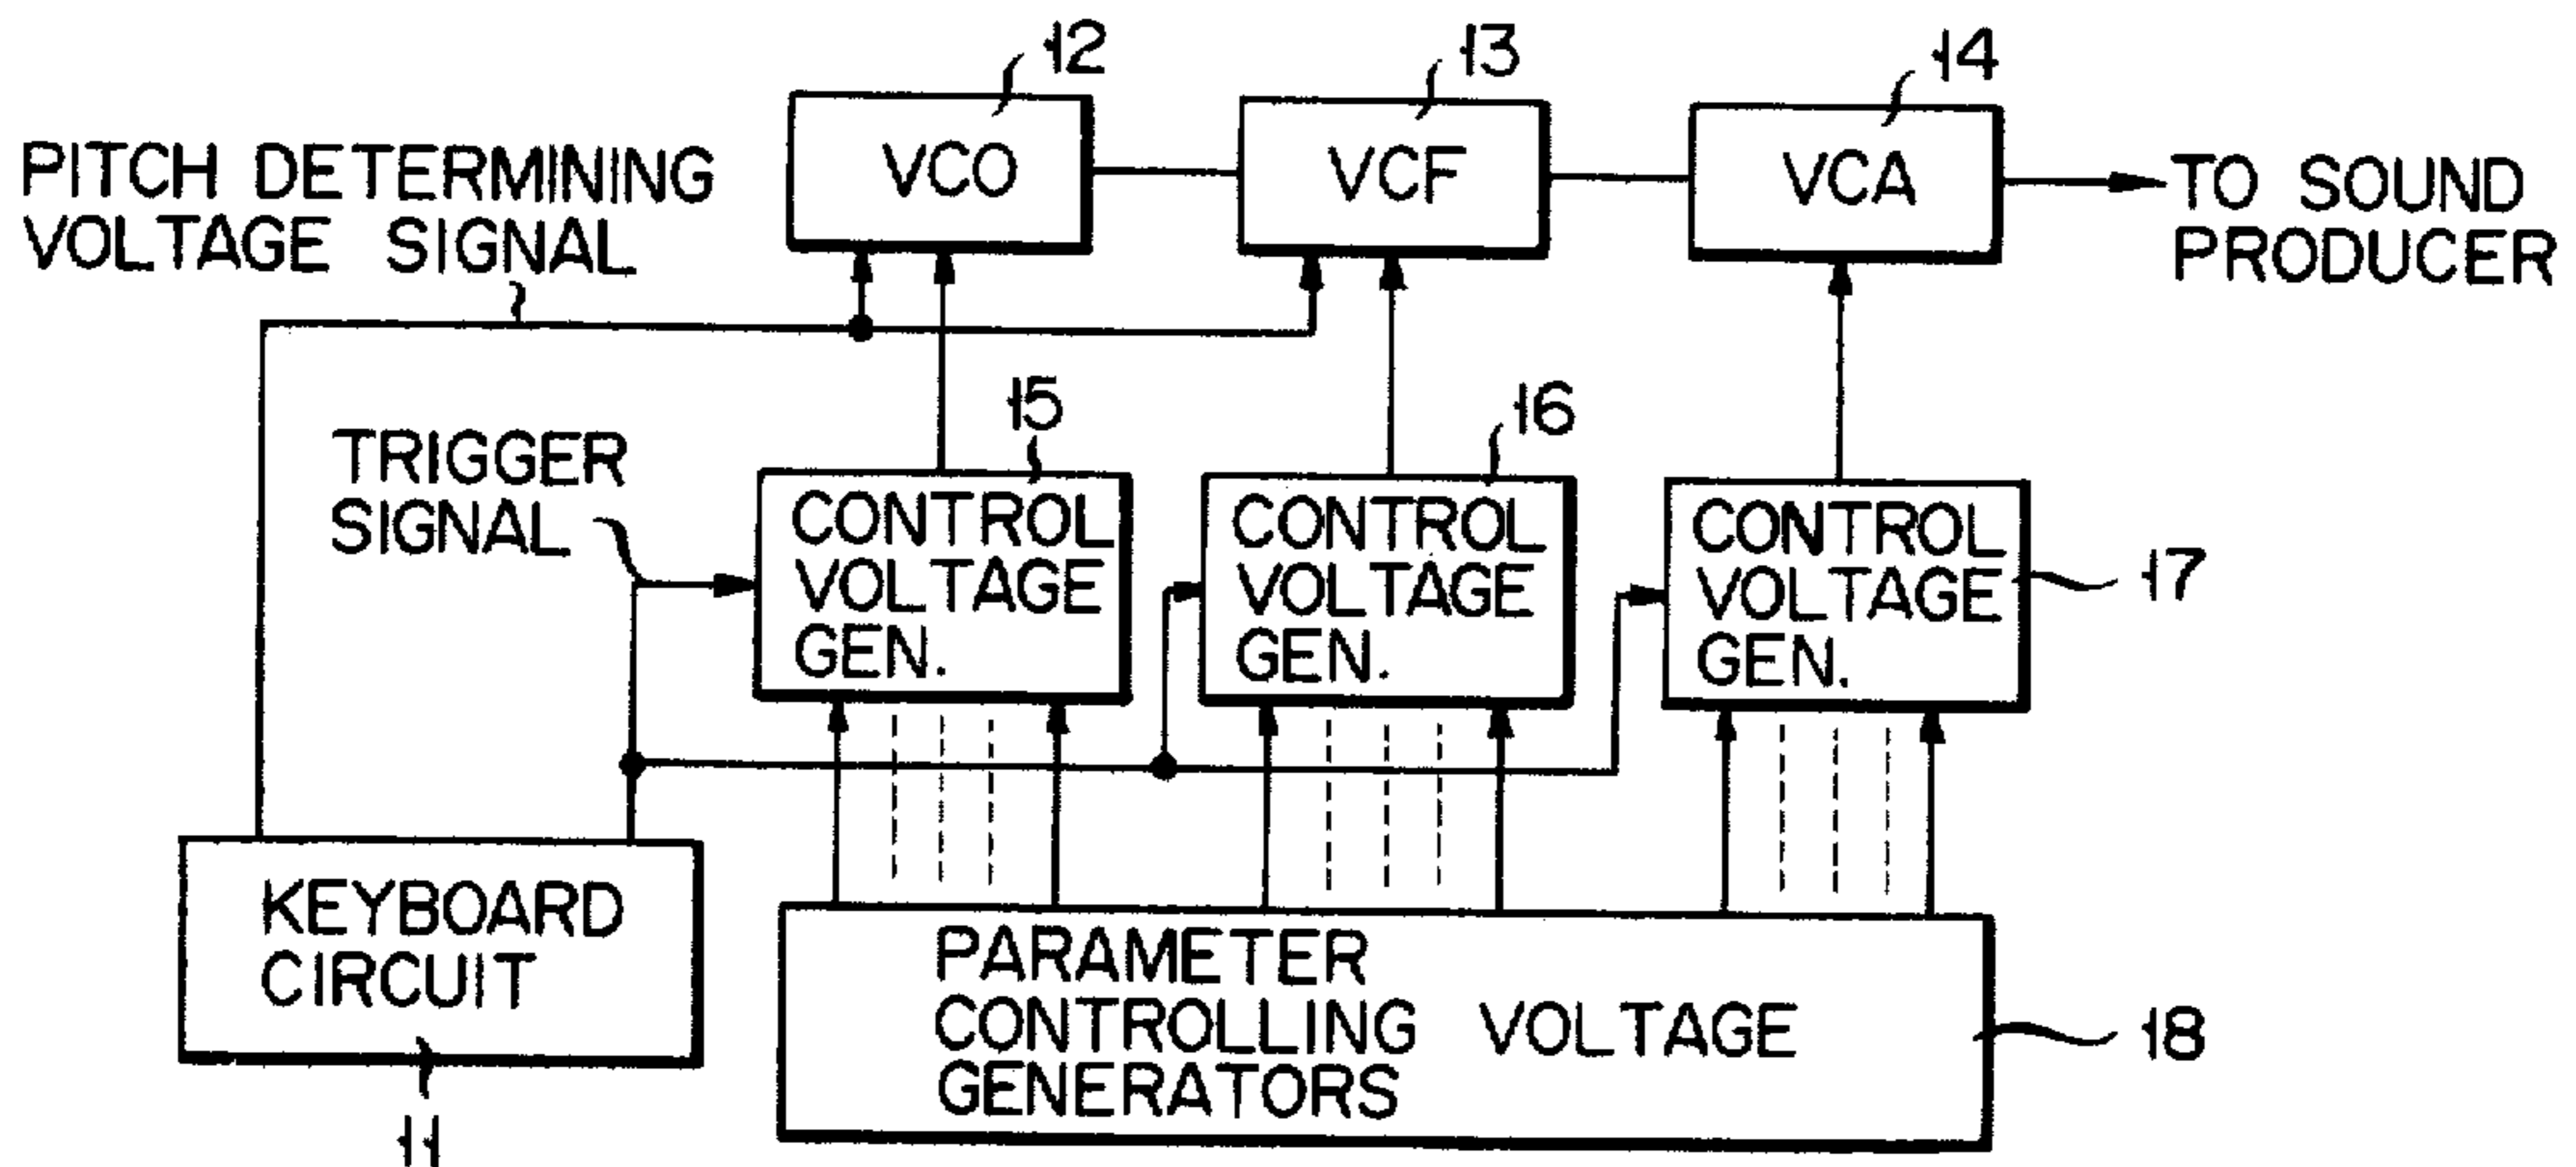 12
13
14
VCO
VCF
VCA
PITCH DETERMINING
VOLTAGE SIGNAL
TO SOUND
PRODUCER
15
16
TRIGGER
SIGNAL
CONTROL
VOLTAGE
GEN.
CONTROL
VOLTAGE
GEN.
CONTROL
VOLTAGE
GEN.
17
KEYBOARD
CIRCUIT
11
PARAMETER
CONTROLLING VOLTAGE
GENERATORS
18